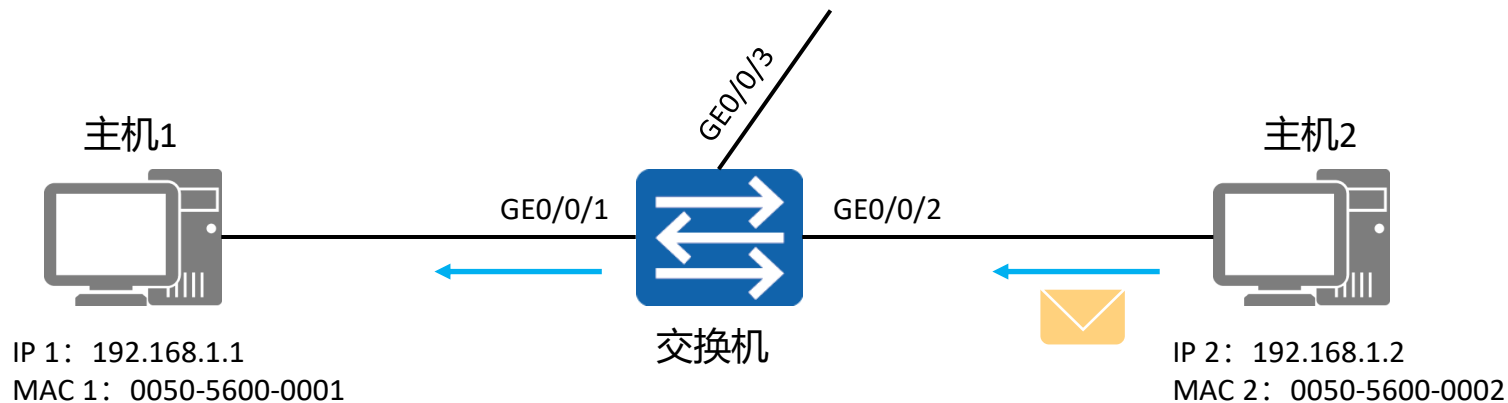 GE0/0/3
主机1
主机2
GE0/0/1
GE0/0/2
交换机
IP 1：192.168.1.1
MAC 1：0050-5600-0001
IP 2：192.168.1.2
MAC 2：0050-5600-0002